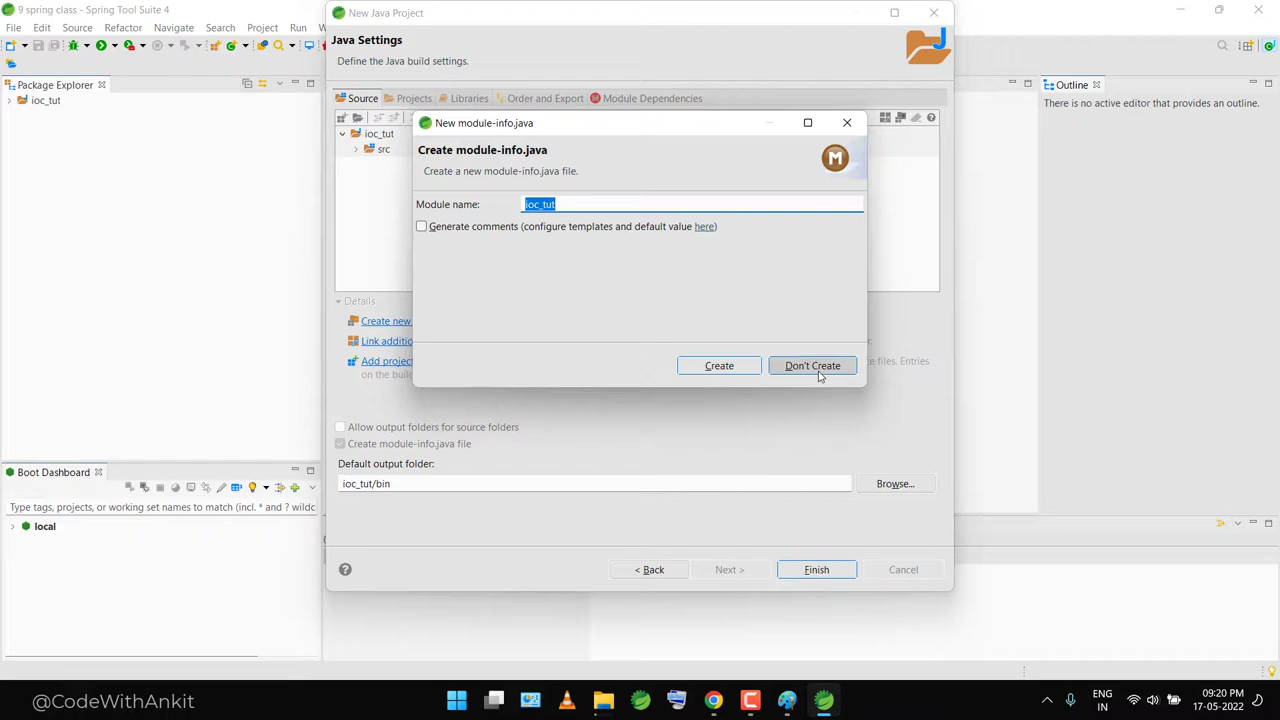 9 spring class - Spring Tool Suite 4
File Edit Source Refactor Navigate Search Project Run
Package Explorer
ioc_tut
Boot Dashboard
Type tags, projects, or working set names to match (incl. * and ? wildc
local
New Java Project
Java Settings
Define the Java build settings.
Source Projects Libraries Order and Export Module Dependencies
ioc_tut
src
Details
Create new
Link additio
Add project
on the build
ce files. Entries
Allow output folders for source folders
Create module-info.java file
Default output folder:
ioc_tut/bin
Browse...
< Back Next > Finish Cancel
New module-info.java
Create module-info.java
Create a new module-info.java file.
M
Module name: ioc_tut
Generate comments (configure templates and default value here)
Create Don't Create
Outline
There is no active editor that provides an outline.
@CodeWithAnkit
ENG
IN
09:20 PM
17-05-2022